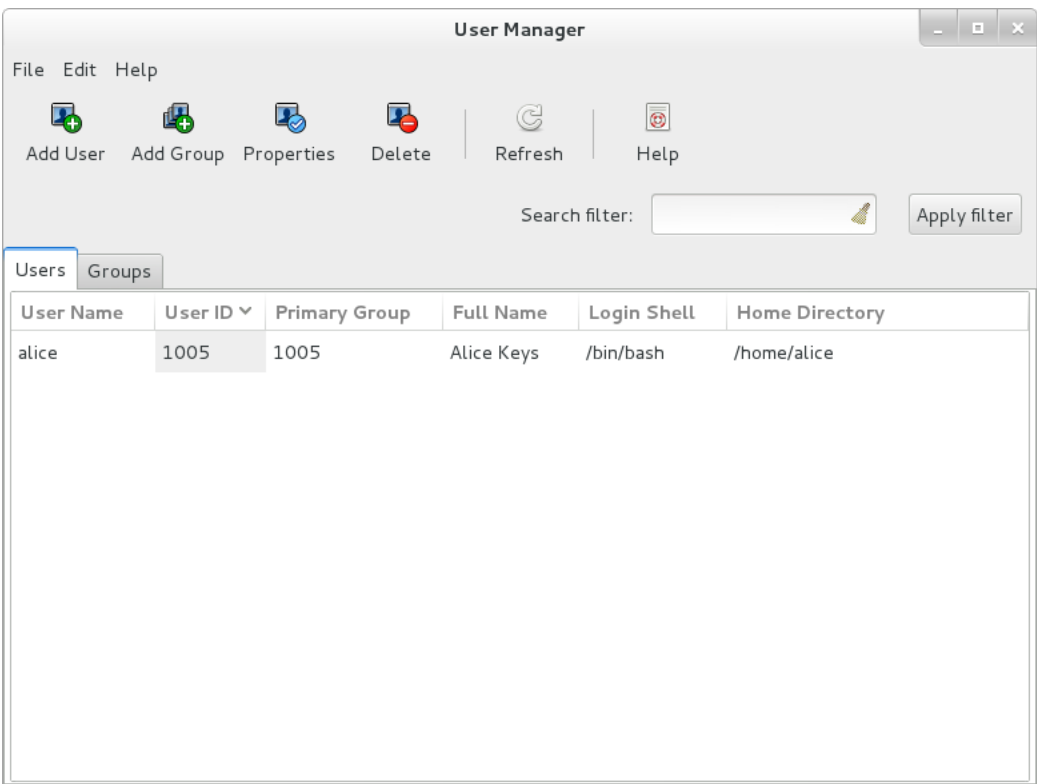 User Manager
File Edit Help
Add User Add Group Properties Delete Refresh Help
Search filter: Apply filter
Users Groups
User Name User ID Primary Group Full Name Login Shell Home Directory
alice 1005 1005 Alice Keys /bin/bash /home/alice